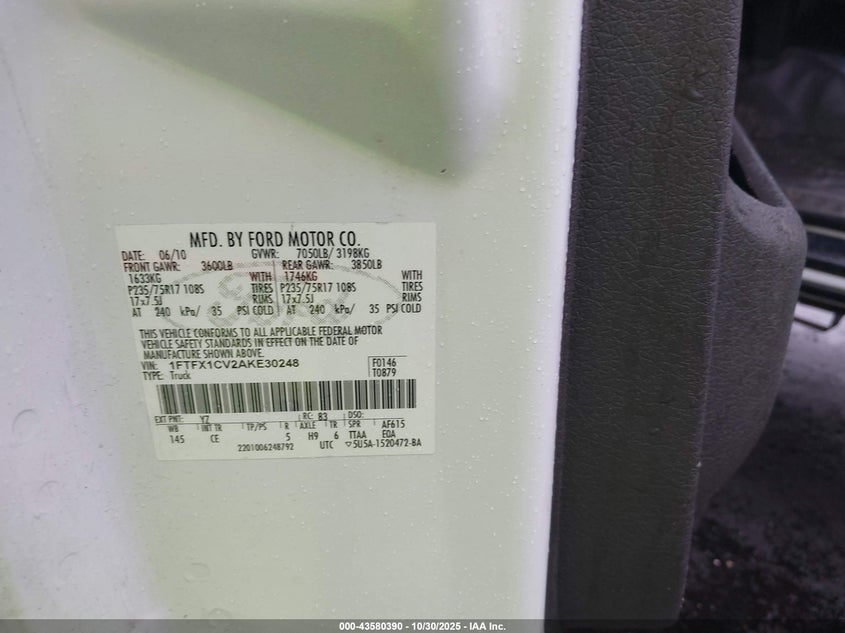 MFD. BY FORD MOTOR CO.
DATE: 06/10 GVWR: 7050LB/ 3198KG
FRONT GAWR: 3600LB REAR GAWR: 3850LB
1633KG WITH 1746KG WITH
P235/75R17 108S TIRES P235/75R17 108S TIRES
17x7.5J RIMS 17x7.5J RIMS
AT 240 kPa/ 35 PSI COLD AT 240 kPa/ 35 PSI COLD
THIS VEHICLE CONFORMS TO ALL APPLICABLE FEDERAL MOTOR
VEHICLE SAFETY STANDARDS IN EFFECT ON THE DATE OF
MANUFACTURE SHOWN ABOVE.
VIN: 1FTFX1CV2AKE30248 F0146
TYPE: Truck T0879
EXT PNT: YZ RC: 83 DSO:
WB INT TR TP/PS R AXLE TR SPR AF615
145 CE 5 H9 6 TTAA E0A
2201006248792 UTC ▽5U5A-1520472-BA
000-43580390 - 10/30/2025 - IAA Inc.